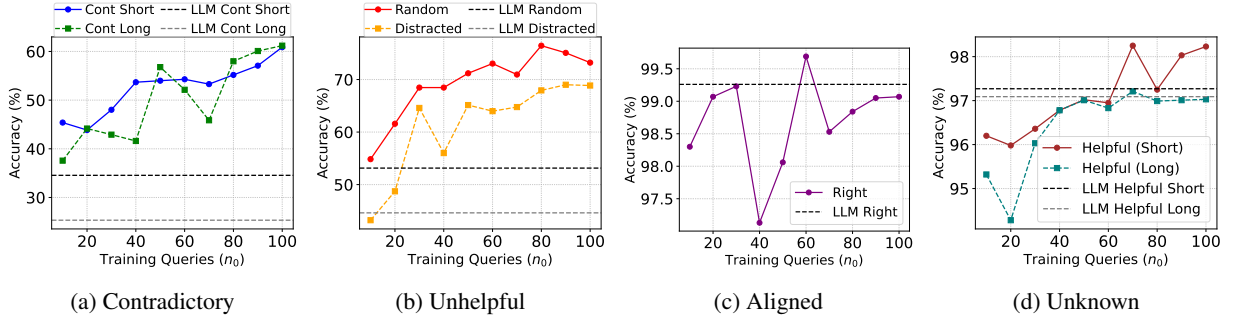 Cont Short
Cont Long
LLM Cont Short
LLM Cont Long
Accuracy (%)
60
50
40
30
20
40
60
80
100
Training Queries (n₀)
(a) Contradictory
Random
Distracted
LLM Random
LLM Distracted
Accuracy (%)
70
60
50
20
40
60
80
100
Training Queries (n₀)
(b) Unhelpful
Accuracy (%)
99.5
99.0
98.5
98.0
97.5
Right
LLM Right
20
40
60
80
100
Training Queries (n₀)
(c) Aligned
Accuracy (%)
98
97
96
95
Helpful (Short)
Helpful (Long)
LLM Helpful Short
LLM Helpful Long
20
40
60
80
100
Training Queries (n₀)
(d) Unknown